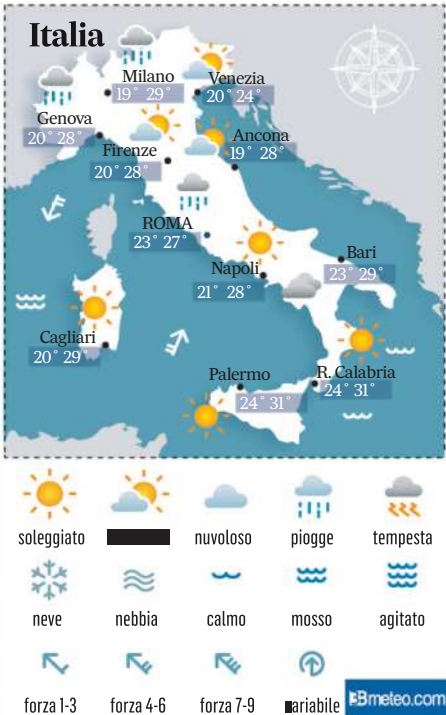 Italia
Milano
19° 29°
Venezia
20° 24°
Genova
20° 28°
Firenze
20° 28°
Ancona
19° 28°
ROMA
23° 27°
Napoli
21° 28°
Bari
23° 29°
Cagliari
20° 29°
Palermo
24° 31°
R. Calabria
24° 31°
soleggiato nuvoloso piogge tempesta
neve nebbia calmo mosso agitato
forza 1-3 forza 4-6 forza 7-9 ariabile
3Bmeteo.com